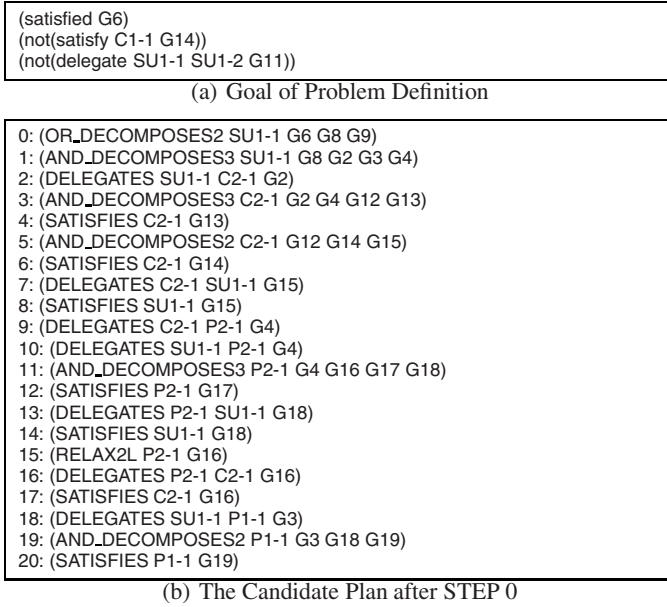 (satisfied G6)
(not(satisfy C1-1 G14))
(not(delegate SU1-1 SU1-2 G11))
(a) Goal of Problem Definition
0: (OR_DECOMPOSES2 SU1-1 G6 G8 G9)
1: (AND_DECOMPOSES3 SU1-1 G8 G2 G3 G4)
2: (DELEGATES SU1-1 C2-1 G2)
3: (AND_DECOMPOSES3 C2-1 G2 G4 G12 G13)
4: (SATISFIES C2-1 G13)
5: (AND_DECOMPOSES2 C2-1 G12 G14 G15)
6: (SATISFIES C2-1 G14)
7: (DELEGATES C2-1 SU1-1 G15)
8: (SATISFIES SU1-1 G15)
9: (DELEGATES C2-1 P2-1 G4)
10: (DELEGATES SU1-1 P2-1 G4)
11: (AND_DECOMPOSES3 P2-1 G4 G16 G17 G18)
12: (SATISFIES P2-1 G17)
13: (DELEGATES P2-1 SU1-1 G18)
14: (SATISFIES SU1-1 G18)
15: (RELAX2L P2-1 G16)
16: (DELEGATES P2-1 C2-1 G16)
17: (SATISFIES C2-1 G16)
18: (DELEGATES SU1-1 P1-1 G3)
19: (AND_DECOMPOSES2 P1-1 G3 G18 G19)
20: (SATISFIES P1-1 G19)
(b) The Candidate Plan after STEP 0